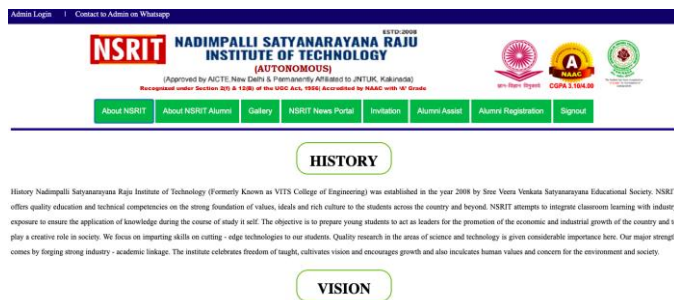 Admin Login | Contact to Admin on Whatsapp
ESTD:2008
NSRIT
NADIMPALLI SATYANARAYANA RAJU
INSTITUTE OF TECHNOLOGY
(AUTONOMOUS)
(Approved by AICTE, New Delhi & Permanently Affiliated to JNTUK, Kakinada)
Recognized under Section 2(f) & 12(B) of the UGC Act, 1956) Accredited by NAAC with 'A' Grade
ज्ञान-विज्ञान विमुक्तये
A
NAAC
CGPA 3.10/4.00
About NSRIT
About NSRIT Alumni
Gallery
NSRIT News Portal
Invitation
Alumni Assist
Alumni Registration
Signout
HISTORY
History Nadimpalli Satyanarayana Raju Institute of Technology (Formerly Known as VITS College of Engineering) was established in the year 2008 by Sree Veera Venkata Satyanarayana Educational Society. NSRI
offers quality education and technical competencies on the strong foundation of values, ideals and rich culture to the students across the country and beyond. NSRIT attempts to integrate classroom learning with industry
exposure to ensure the application of knowledge during the course of study it self. The objective is to prepare young students to act as leaders for the promotion of the economic and industrial growth of the country and t
play a creative role in society. We focus on imparting skills on cutting - edge technologies to our students. Quality research in the areas of science and technology is given considerable importance here. Our major strengt
comes by forging strong industry - academic linkage. The institute celebrates freedom of taught, cultivates vision and encourages growth and also inculcates human values and concern for the environment and society.
VISION